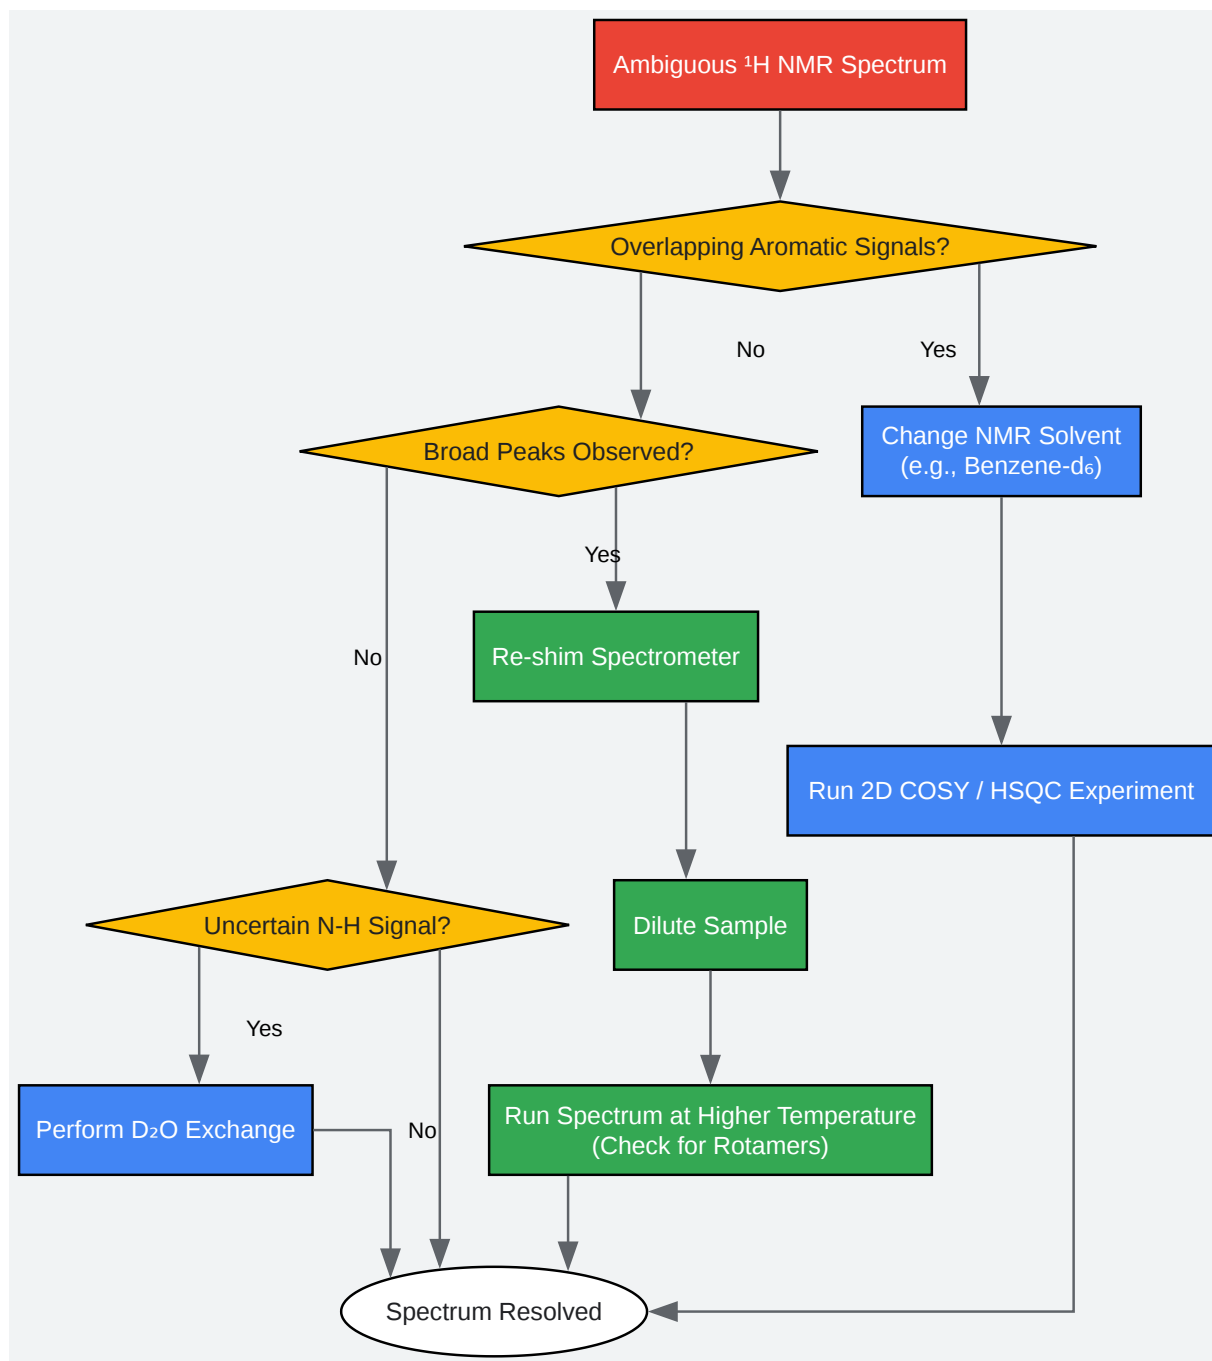 Ambiguous ¹H NMR Spectrum
Overlapping Aromatic Signals?
No
Yes
Broad Peaks Observed?
Change NMR Solvent
(e.g., Benzene-d₆)
Yes
No
Re-shim Spectrometer
Run 2D COSY / HSQC Experiment
Uncertain N-H Signal?
Dilute Sample
Yes
Perform D₂O Exchange
No
Run Spectrum at Higher Temperature
(Check for Rotamers)
Spectrum Resolved